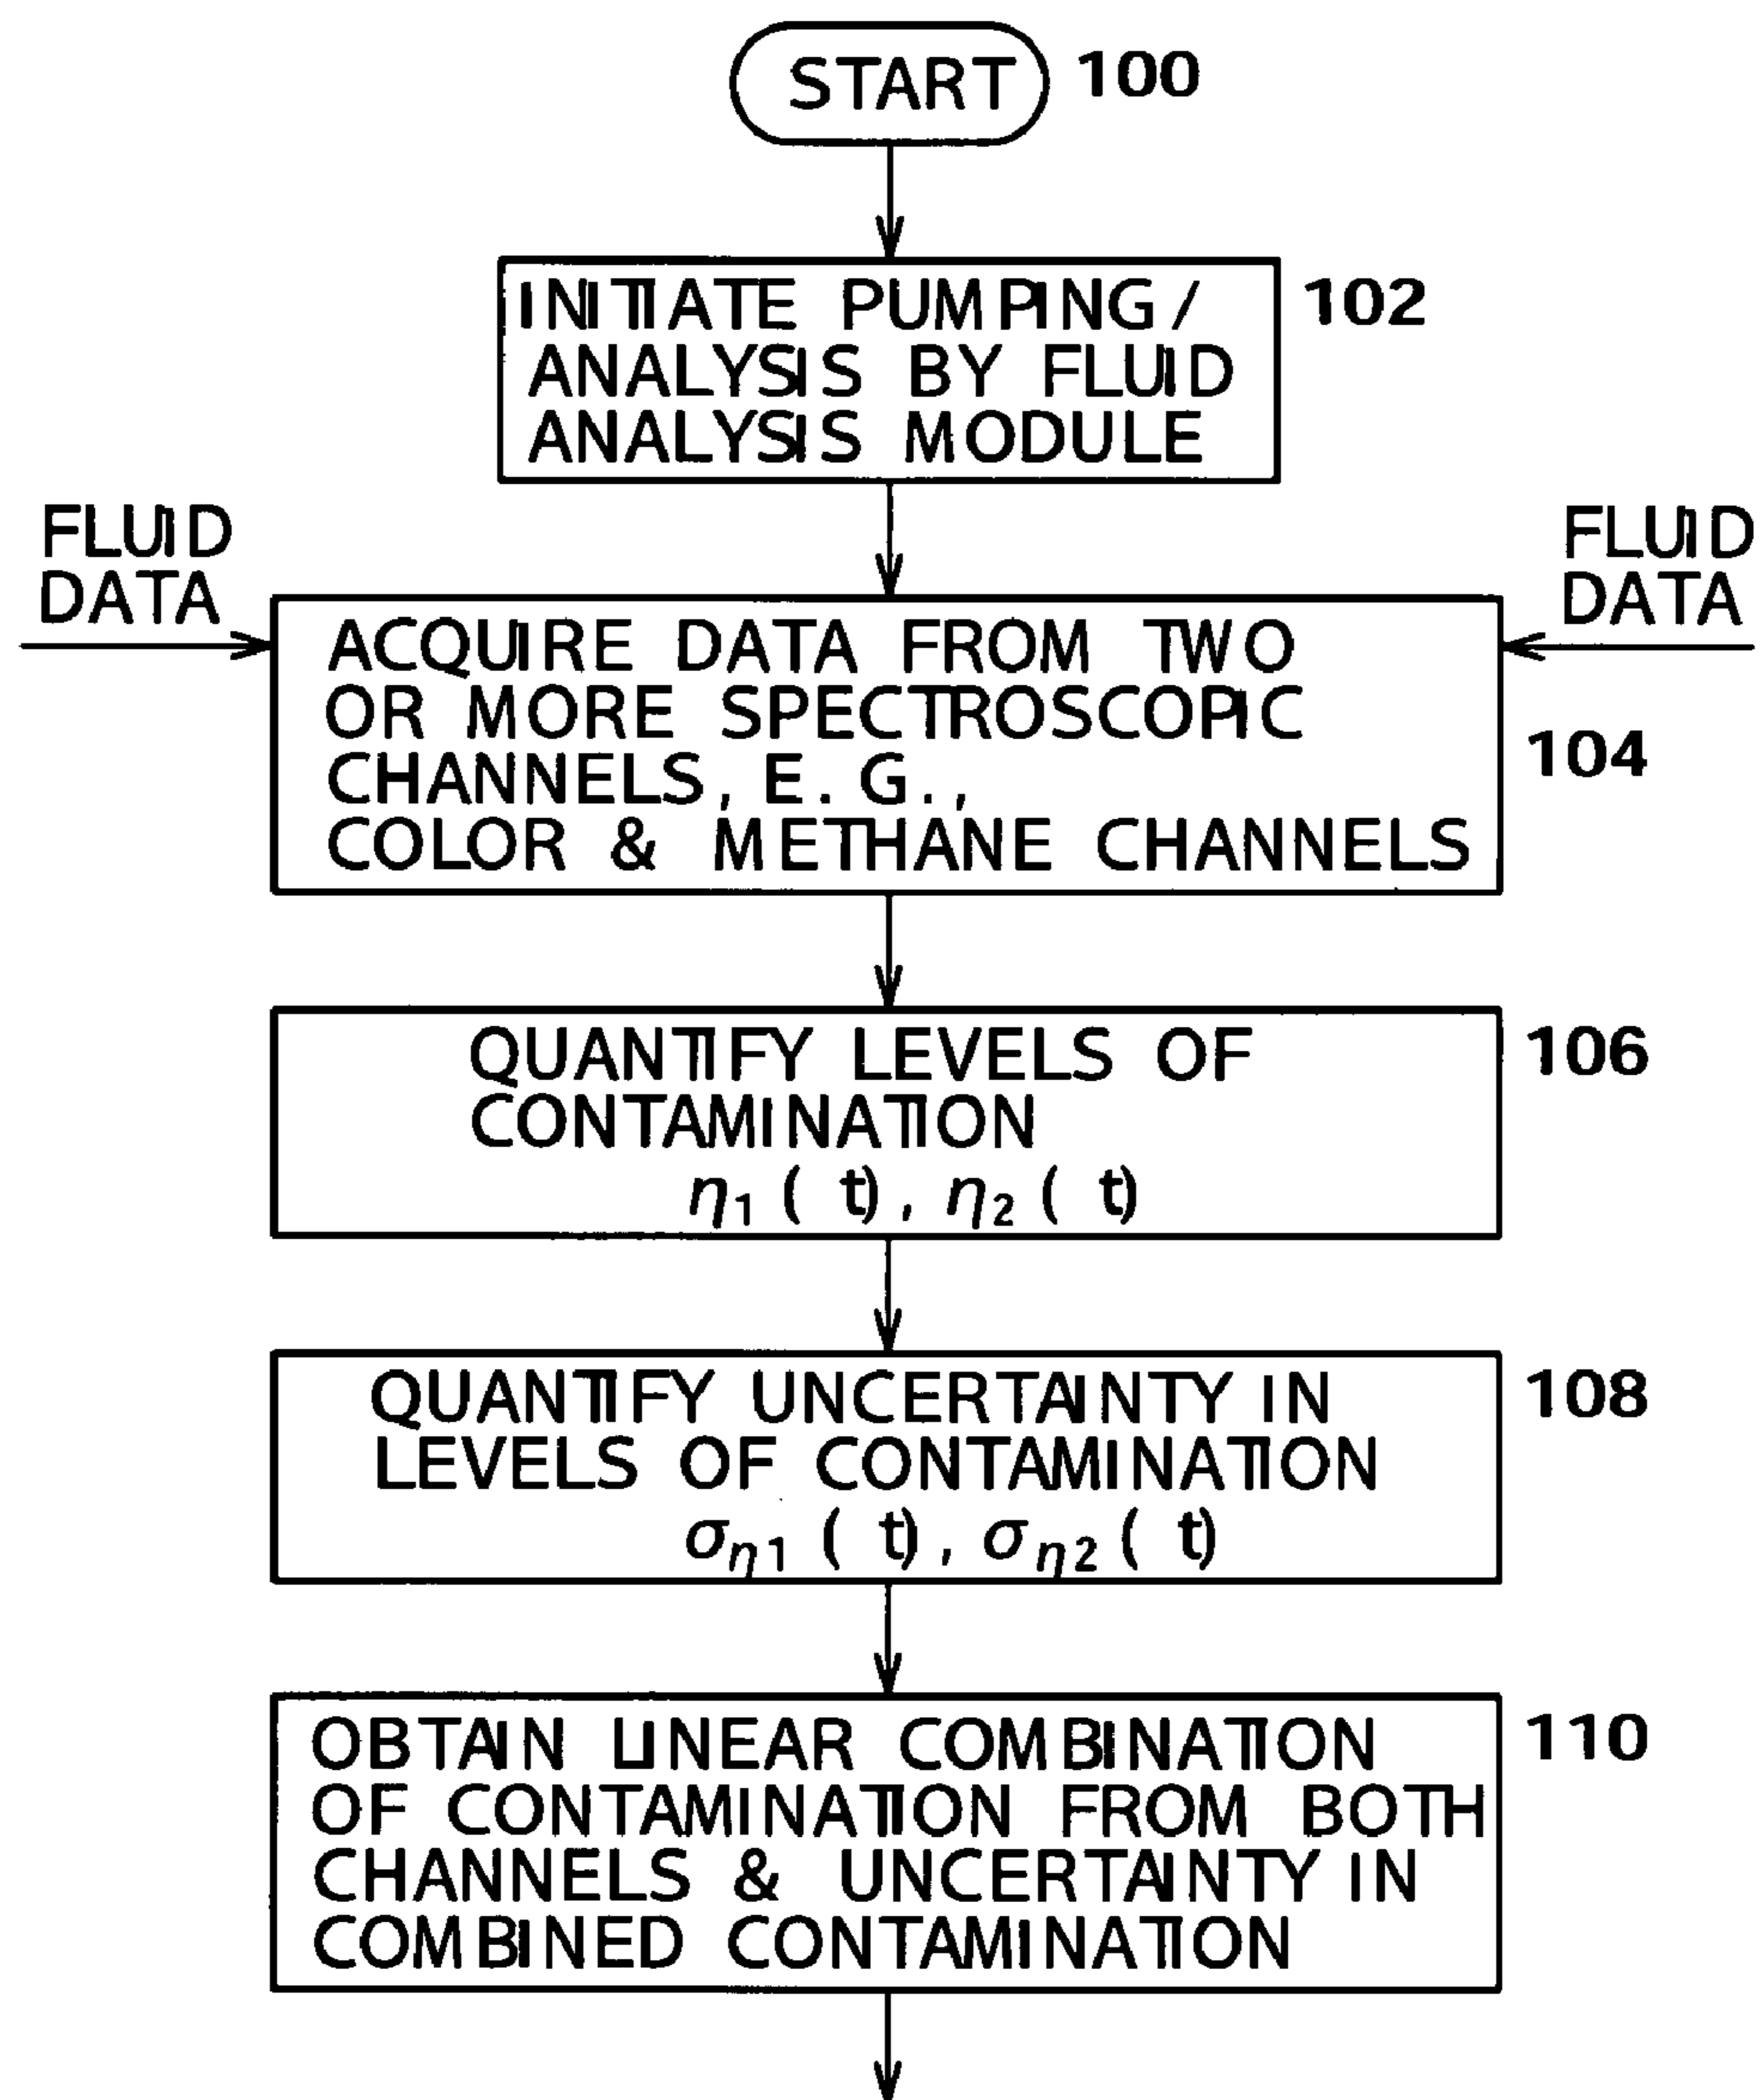 START 100
INITIATE PUMPING/ 102
ANALYSIS BY FLUID
ANALYSIS MODULE
FLUID
DATA
FLUID
DATA
ACQUIRE DATA FROM TWO
OR MORE SPECTROSCOPIC
CHANNELS, E.G., 104
COLOR & METHANE CHANNELS
QUANTIFY LEVELS OF 106
CONTAMINATION
η₁(t), η₂(t)
QUANTIFY UNCERTAINTY IN 108
LEVELS OF CONTAMINATION
σ_η1(t), σ_η2(t)
OBTAIN LINEAR COMBINATION 110
OF CONTAMINATION FROM BOTH
CHANNELS & UNCERTAINTY IN
COMBINED CONTAMINATION